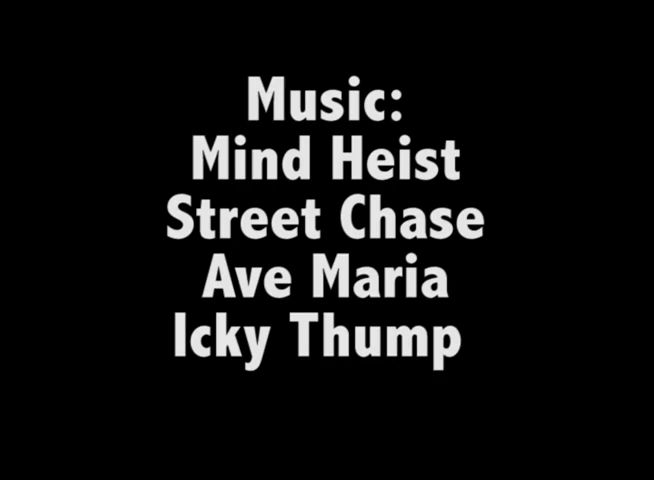 Music:
Mind Heist
Street Chase
Ave Maria
Icky Thump